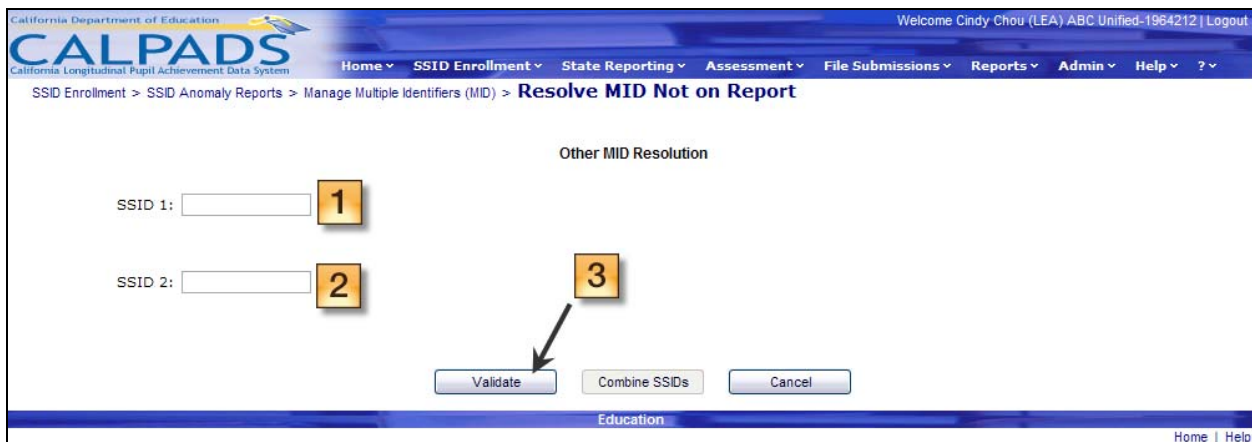 California Department of Education
Welcome Cindy Chou (LEA) ABC Unified-1964212 | Logout
CALPADS
California Longitudinal Pupil Achievement Data System
Home SSID Enrollment State Reporting Assessment File Submissions Reports Admin Help ?
SSID Enrollment > SSID Anomaly Reports > Manage Multiple Identifiers (MID) > Resolve MID Not on Report
Other MID Resolution
SSID 1: 1
SSID 2: 2
3
Validate Combine SSIDs Cancel
Education
Home | Help